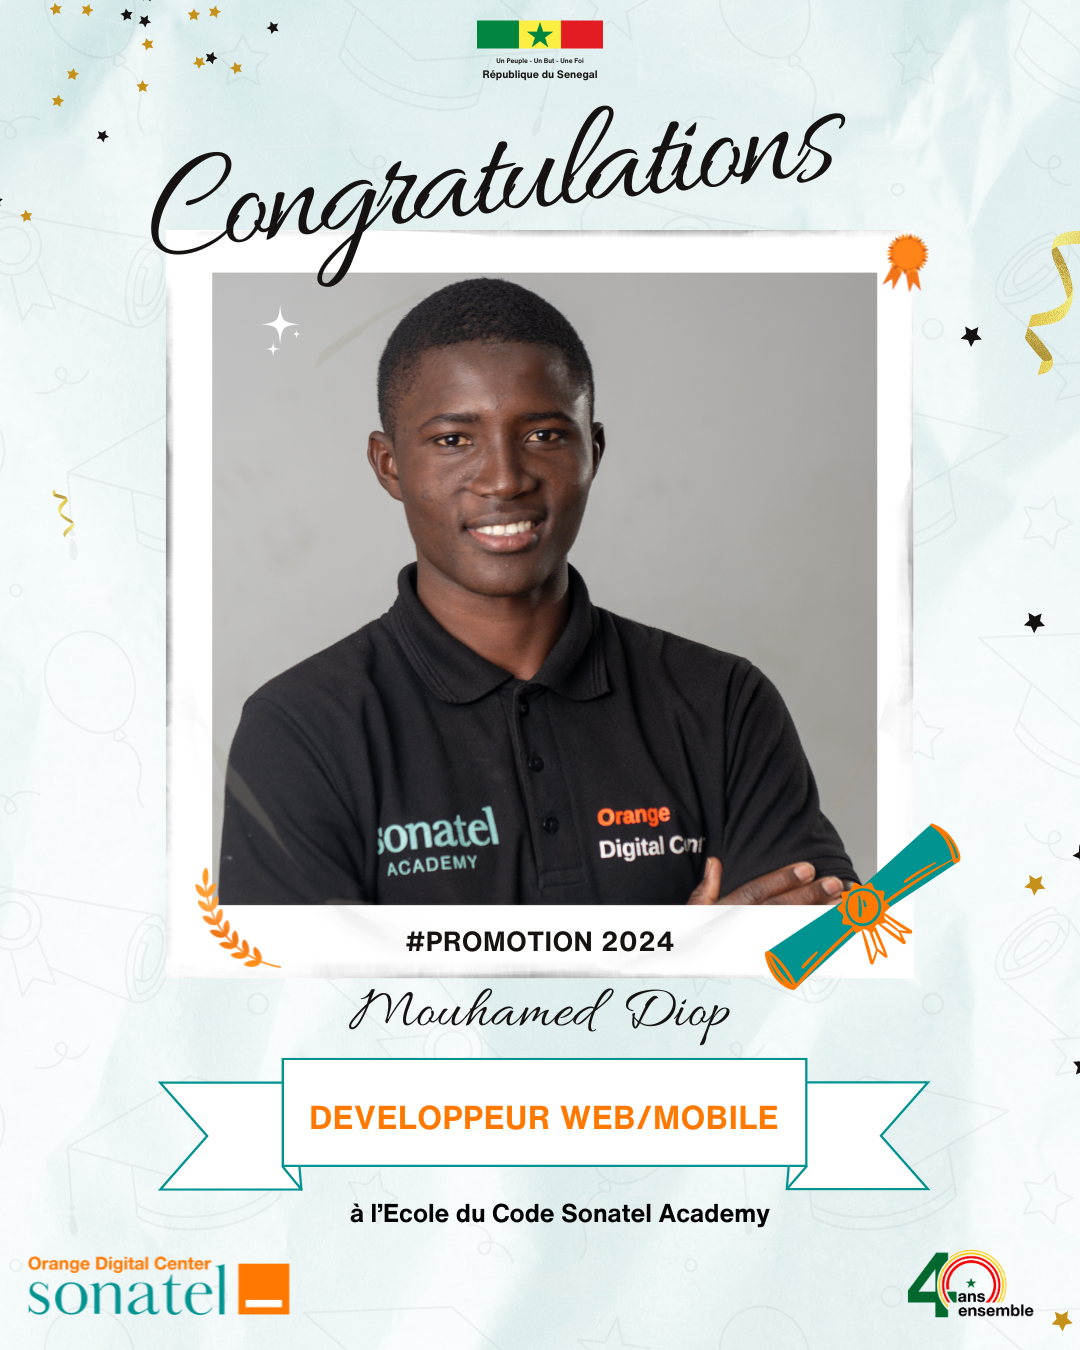 Un Peuple - Un But - Une Foi
République du Senegal
Congratulations
sonatel
ACADEMY
Orange
Digital
#PROMOTION 2024
Mouhamed Diop
DEVELOPPEUR WEB/MOBILE
à l'Ecole du Code Sonatel Academy
Orange Digital Center
sonatel
40
ans
ensemble